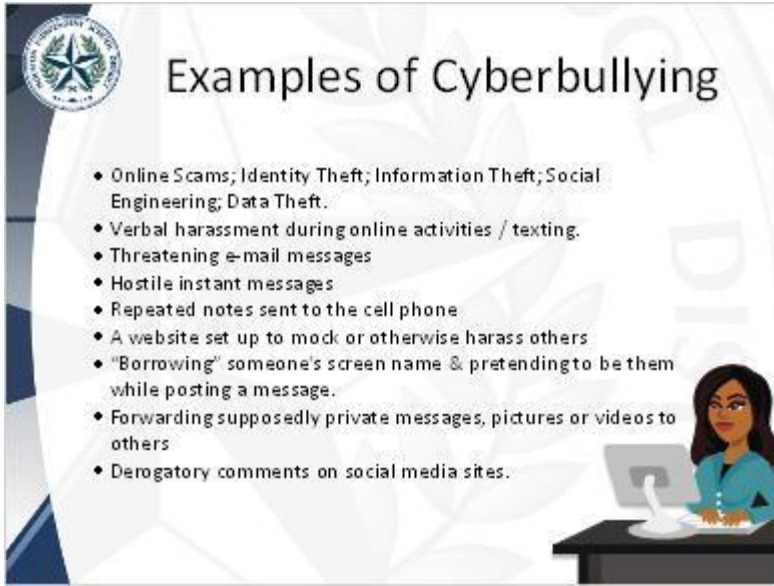 Examples of Cyberbullying
• Online Scams; Identity Theft; Information Theft; Social
Engineering; Data Theft.
• Verbal harassment during online activities / texting.
• Threatening e-mail messages
• Hostile instant messages
• Repeated notes sent to the cell phone
• A website set up to mock or otherwise harass others
• "Borrowing" someone's screen name & pretending to be them
while posting a message.
• Forwarding supposedly private messages, pictures or videos to
others
• Derogatory comments on social media sites.